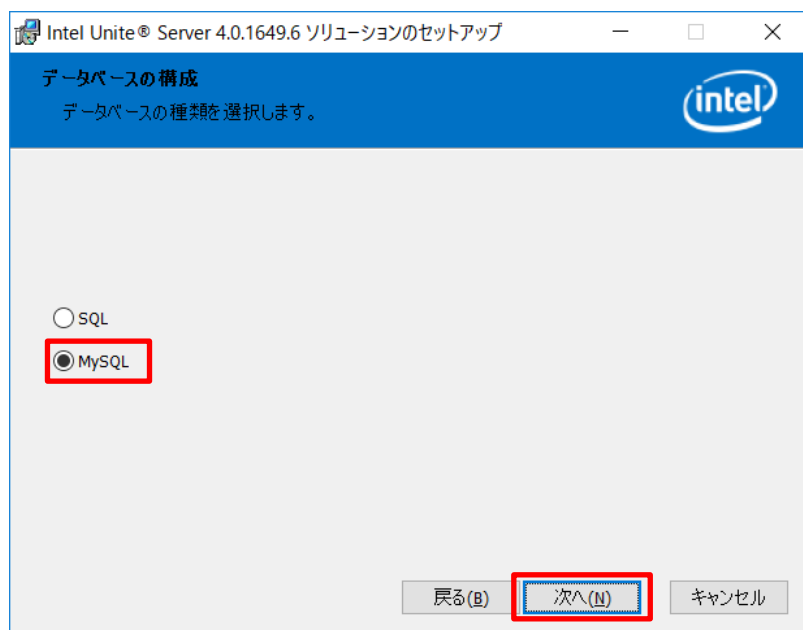 Intel Unite® Server 4.0.1649.6 ソリューションのセットアップ
データベースの構成
データベースの種類を選択します。
intel
SQL
MySQL
戻る(B) 次へ(N) キャンセル